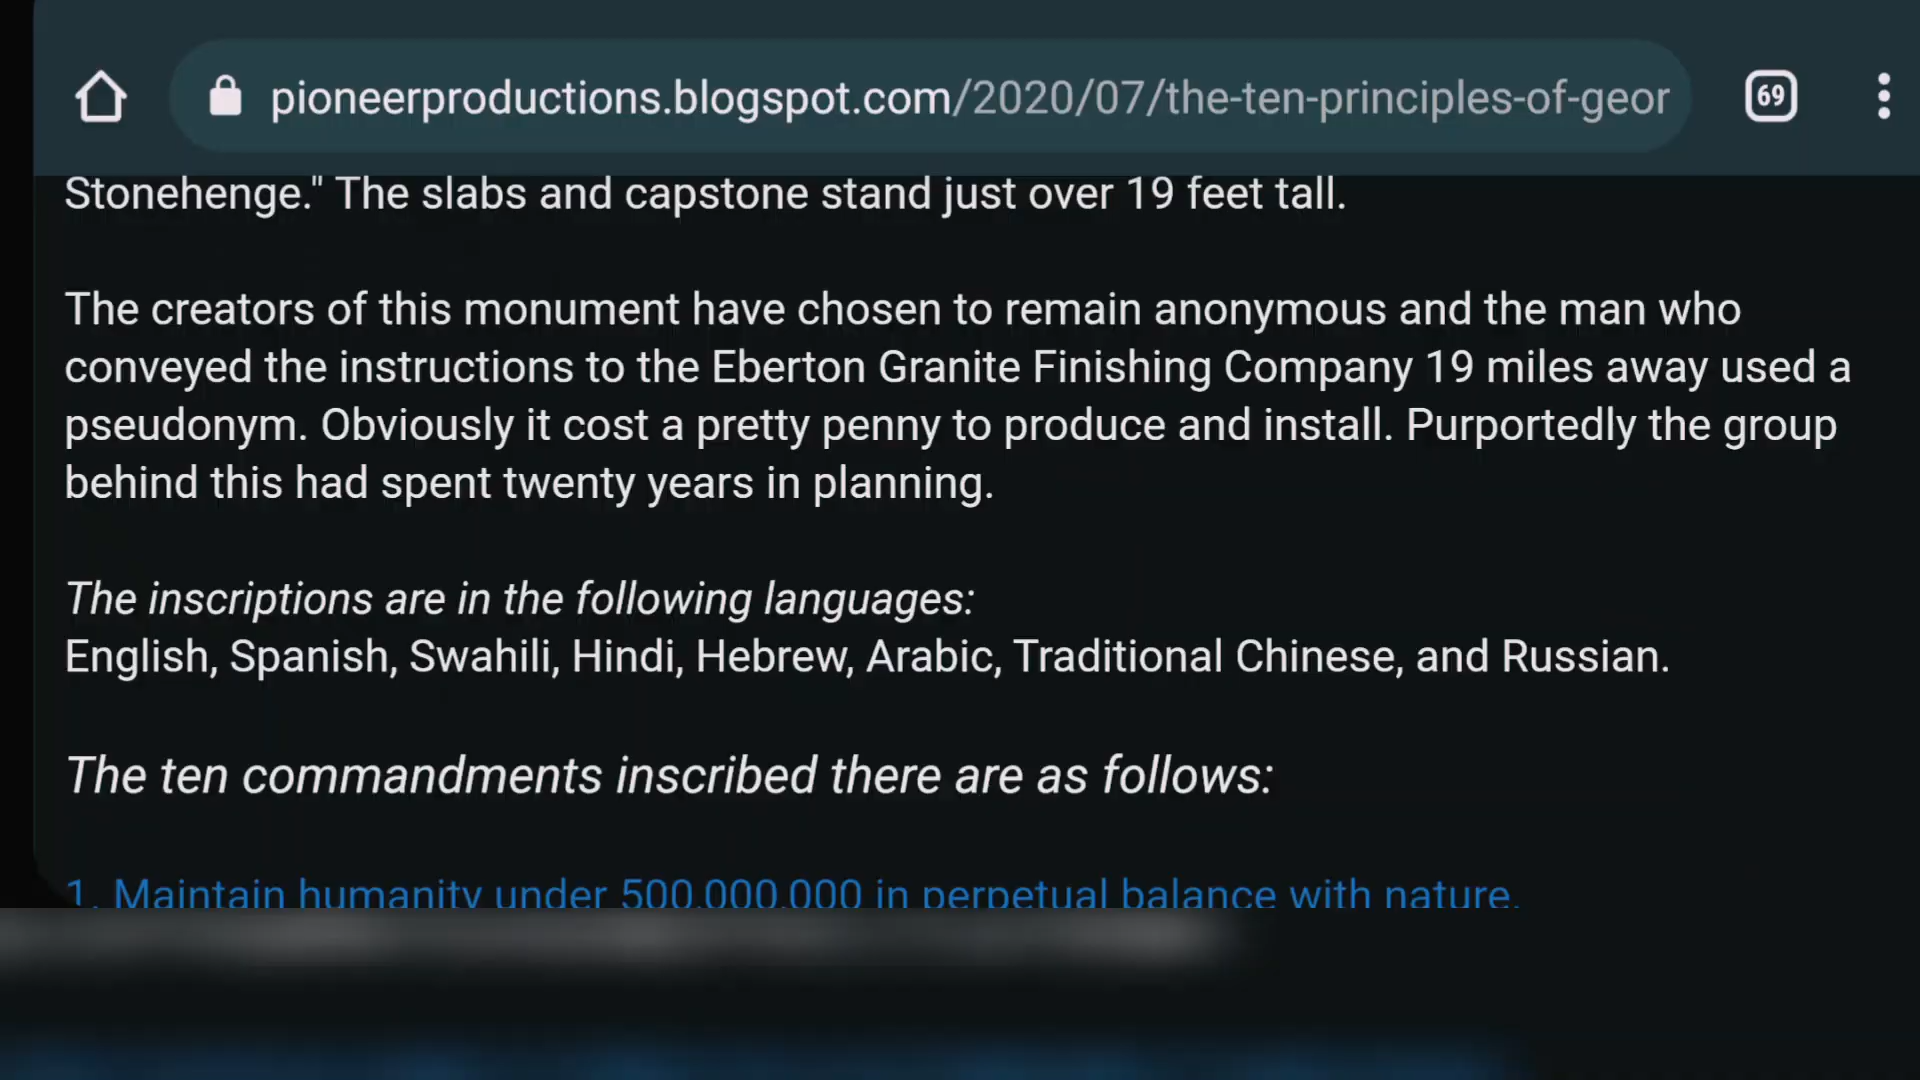 pioneerproductions.blogspot.com/2020/07/the-ten-principles-of-geor
69
Stonehenge." The slabs and capstone stand just over 19 feet tall.
The creators of this monument have chosen to remain anonymous and the man who
conveyed the instructions to the Eberton Granite Finishing Company 19 miles away used a
pseudonym. Obviously it cost a pretty penny to produce and install. Purportedly the group
behind this had spent twenty years in planning.
The inscriptions are in the following languages:
English, Spanish, Swahili, Hindi, Hebrew, Arabic, Traditional Chinese, and Russian.
The ten commandments inscribed there are as follows:
1. Maintain humanity under 500,000,000 in perpetual balance with nature.